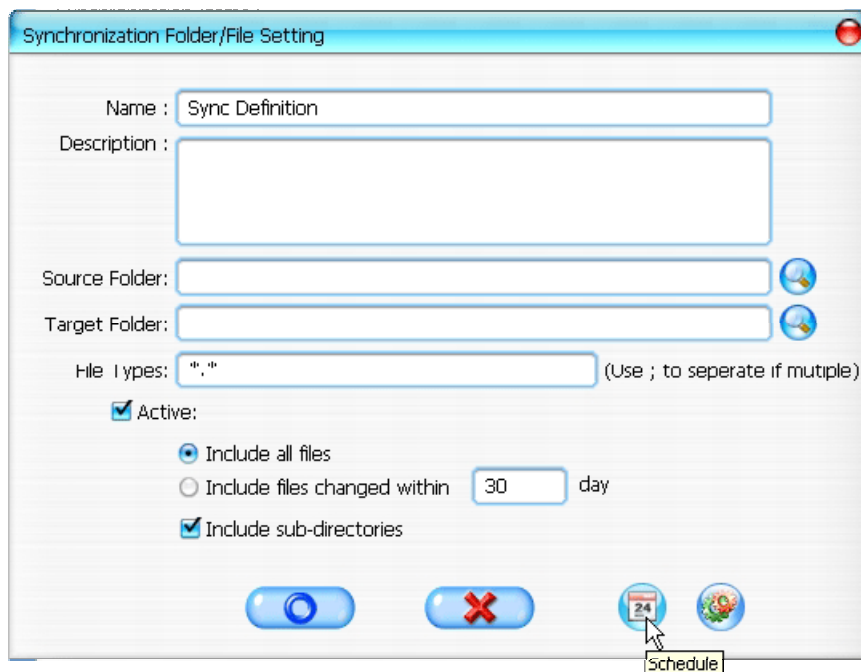 Synchronization Folder/File Setting
Name : Sync Definition
Description :
Source Folder:
Target Folder:
File Types: *.* (Use ; to seperate if mutiple)
Active:
Include all files
Include files changed within 30 day
Include sub-directories
24
Schedule